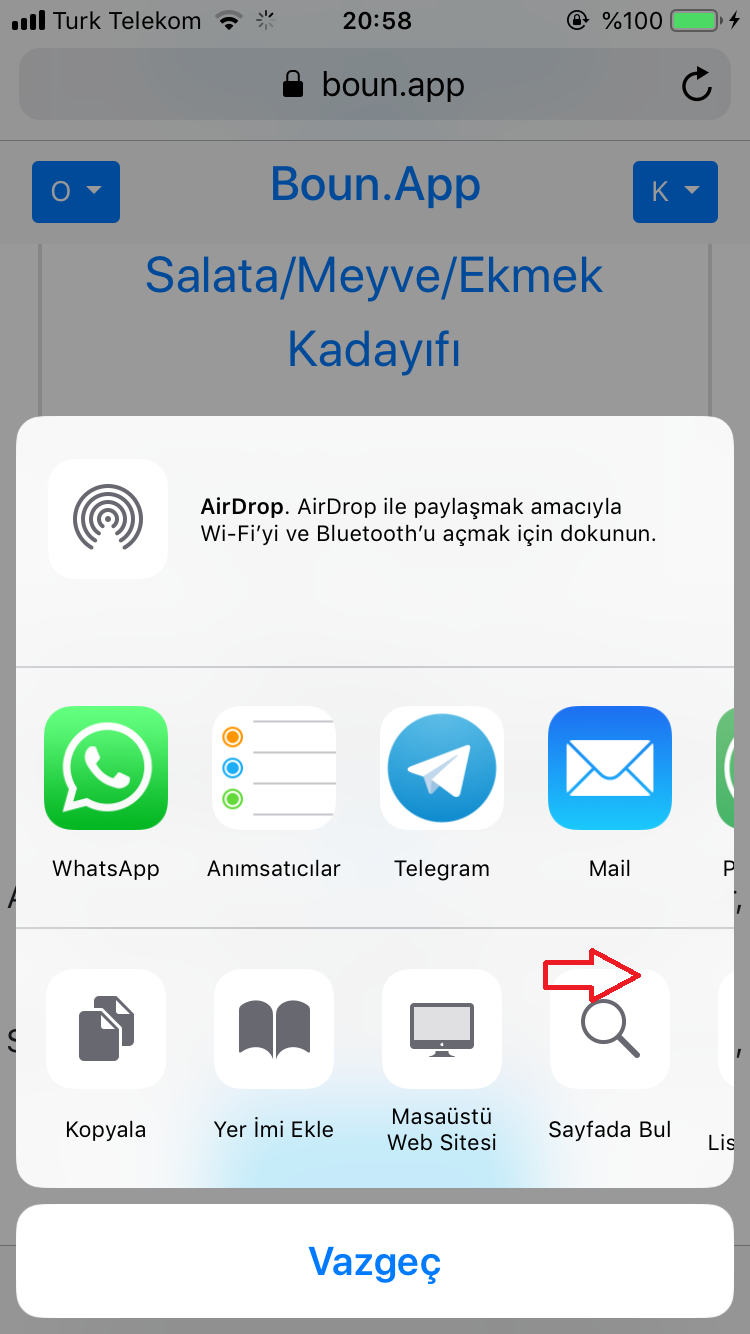 Turk Telekom 20:58 %100
boun.app
O Boun.App K
Salata/Meyve/Ekmek
Kadayıfı
AirDrop. AirDrop ile paylaşmak amacıyla
Wi-Fi’yi ve Bluetooth’u açmak için dokunun.
WhatsApp Anımsatıcılar Telegram Mail
Kopyala Yer İmi Ekle Masaüstü Sayfada Bul
Web Sitesi
Vazgeç